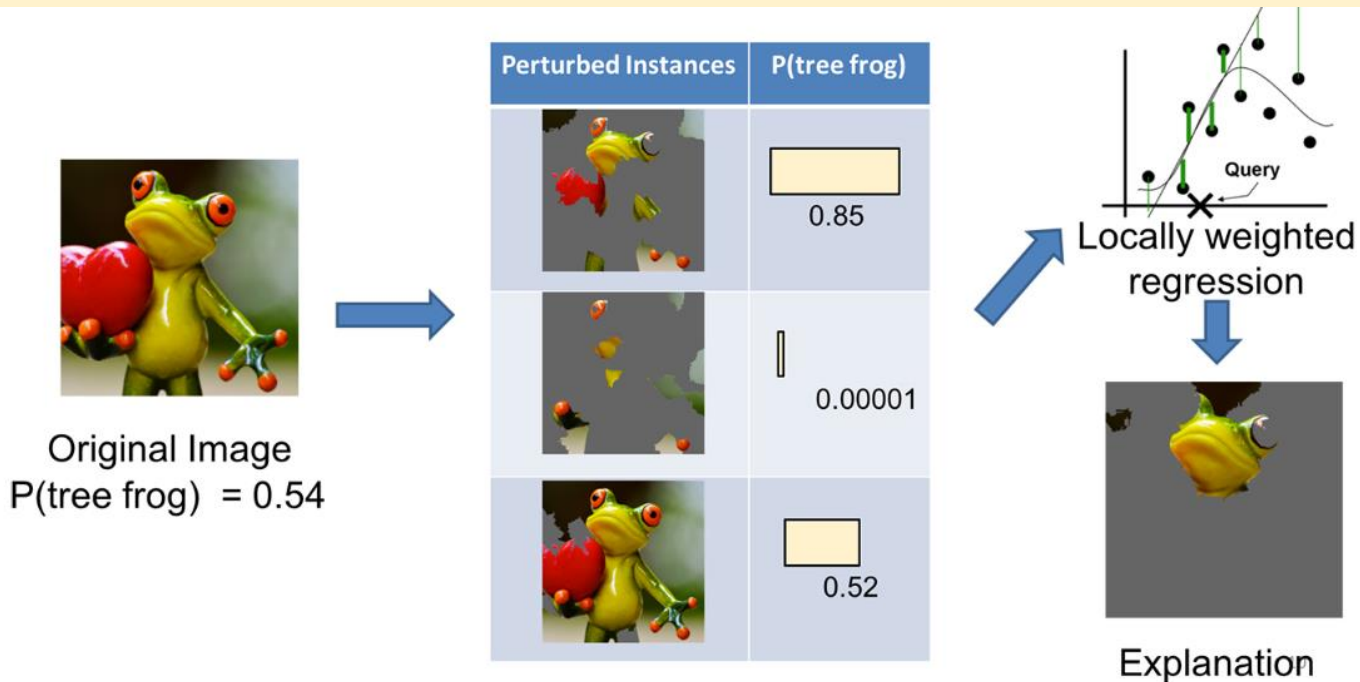 Original Image
P(tree frog) = 0.54
Perturbed Instances
P(tree frog)
0.85
0.00001
0.52
Query
Locally weighted
regression
Explanation